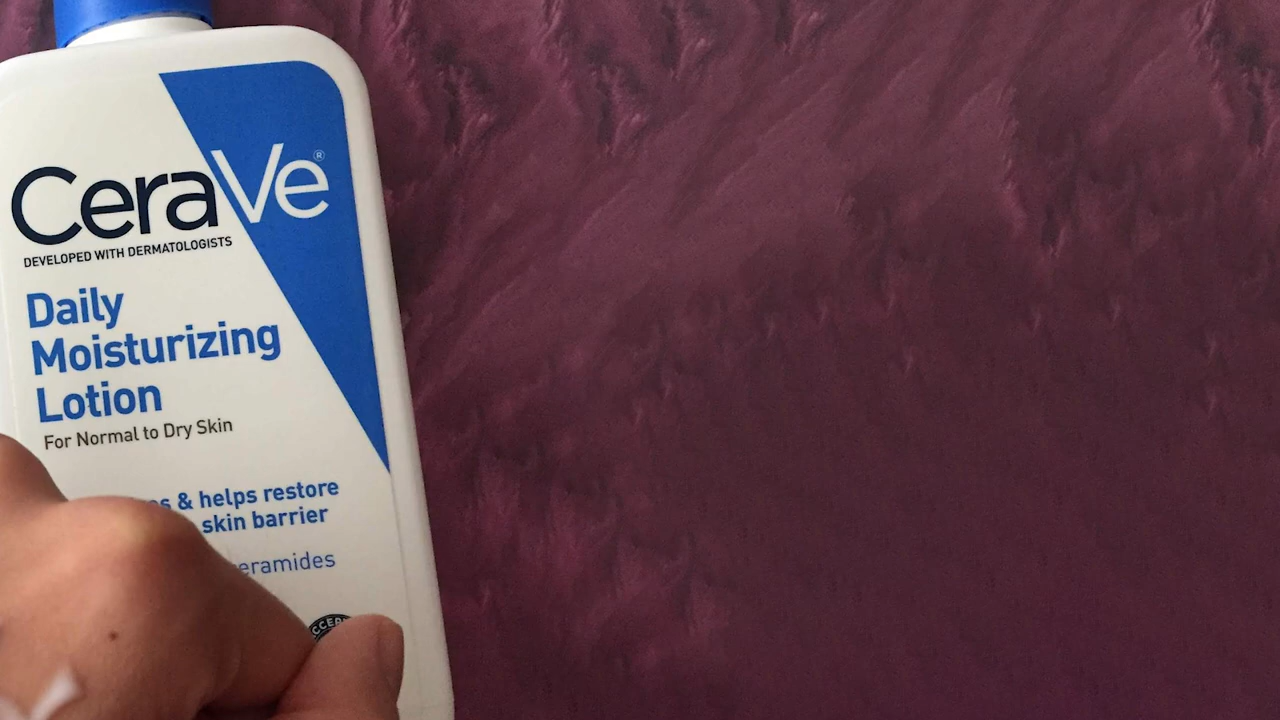 CeraVe®
DEVELOPED WITH DERMATOLOGISTS
Daily
Moisturizing
Lotion
For Normal to Dry Skin
& helps restore
skin barrier